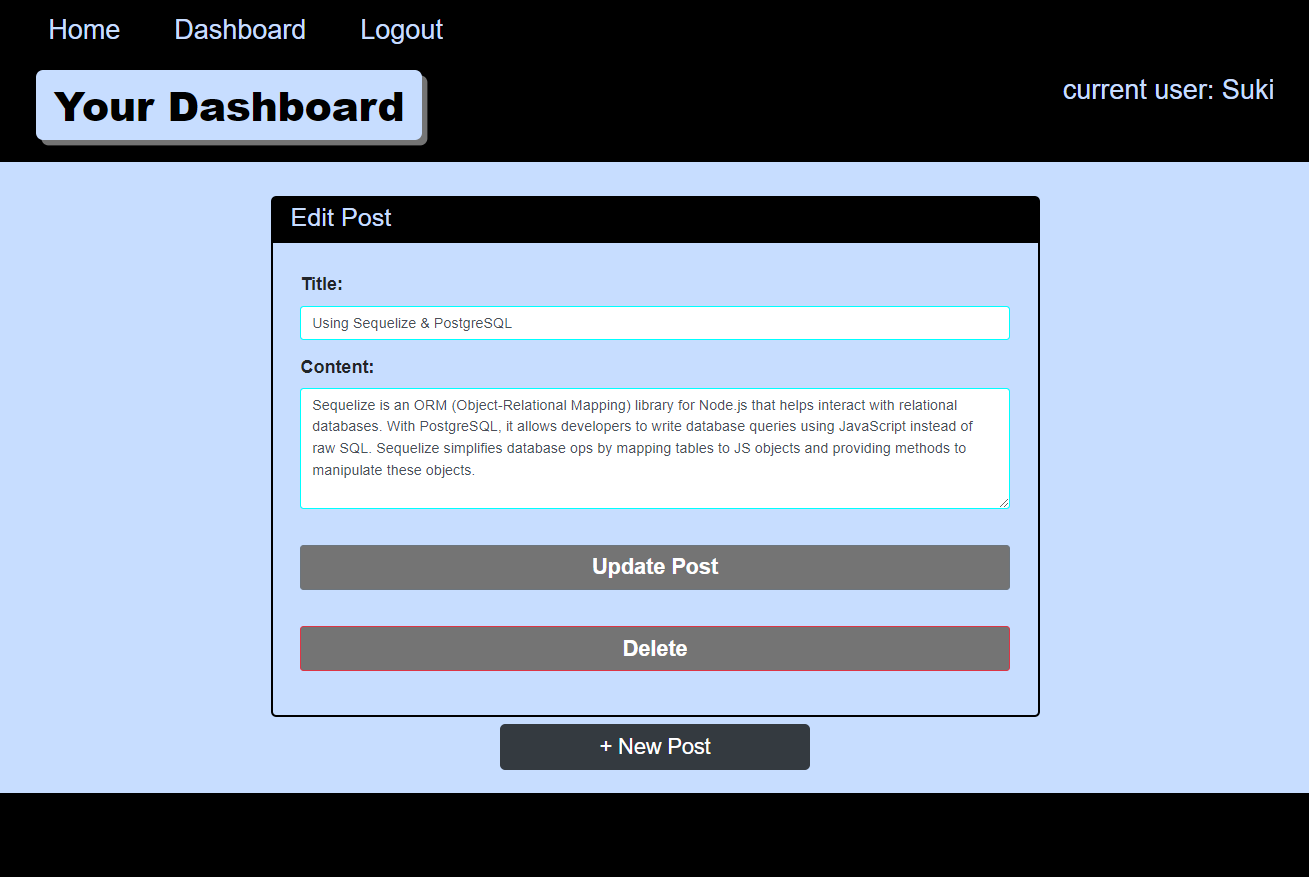 Home Dashboard Logout
Your Dashboard
current user: Suki
Edit Post
Title:
Using Sequelize & PostgreSQL
Content:
Sequelize is an ORM (Object-Relational Mapping) library for Node.js that helps interact with relational
databases. With PostgreSQL, it allows developers to write database queries using JavaScript instead of
raw SQL. Sequelize simplifies database ops by mapping tables to JS objects and providing methods to
manipulate these objects.
Update Post
Delete
+ New Post